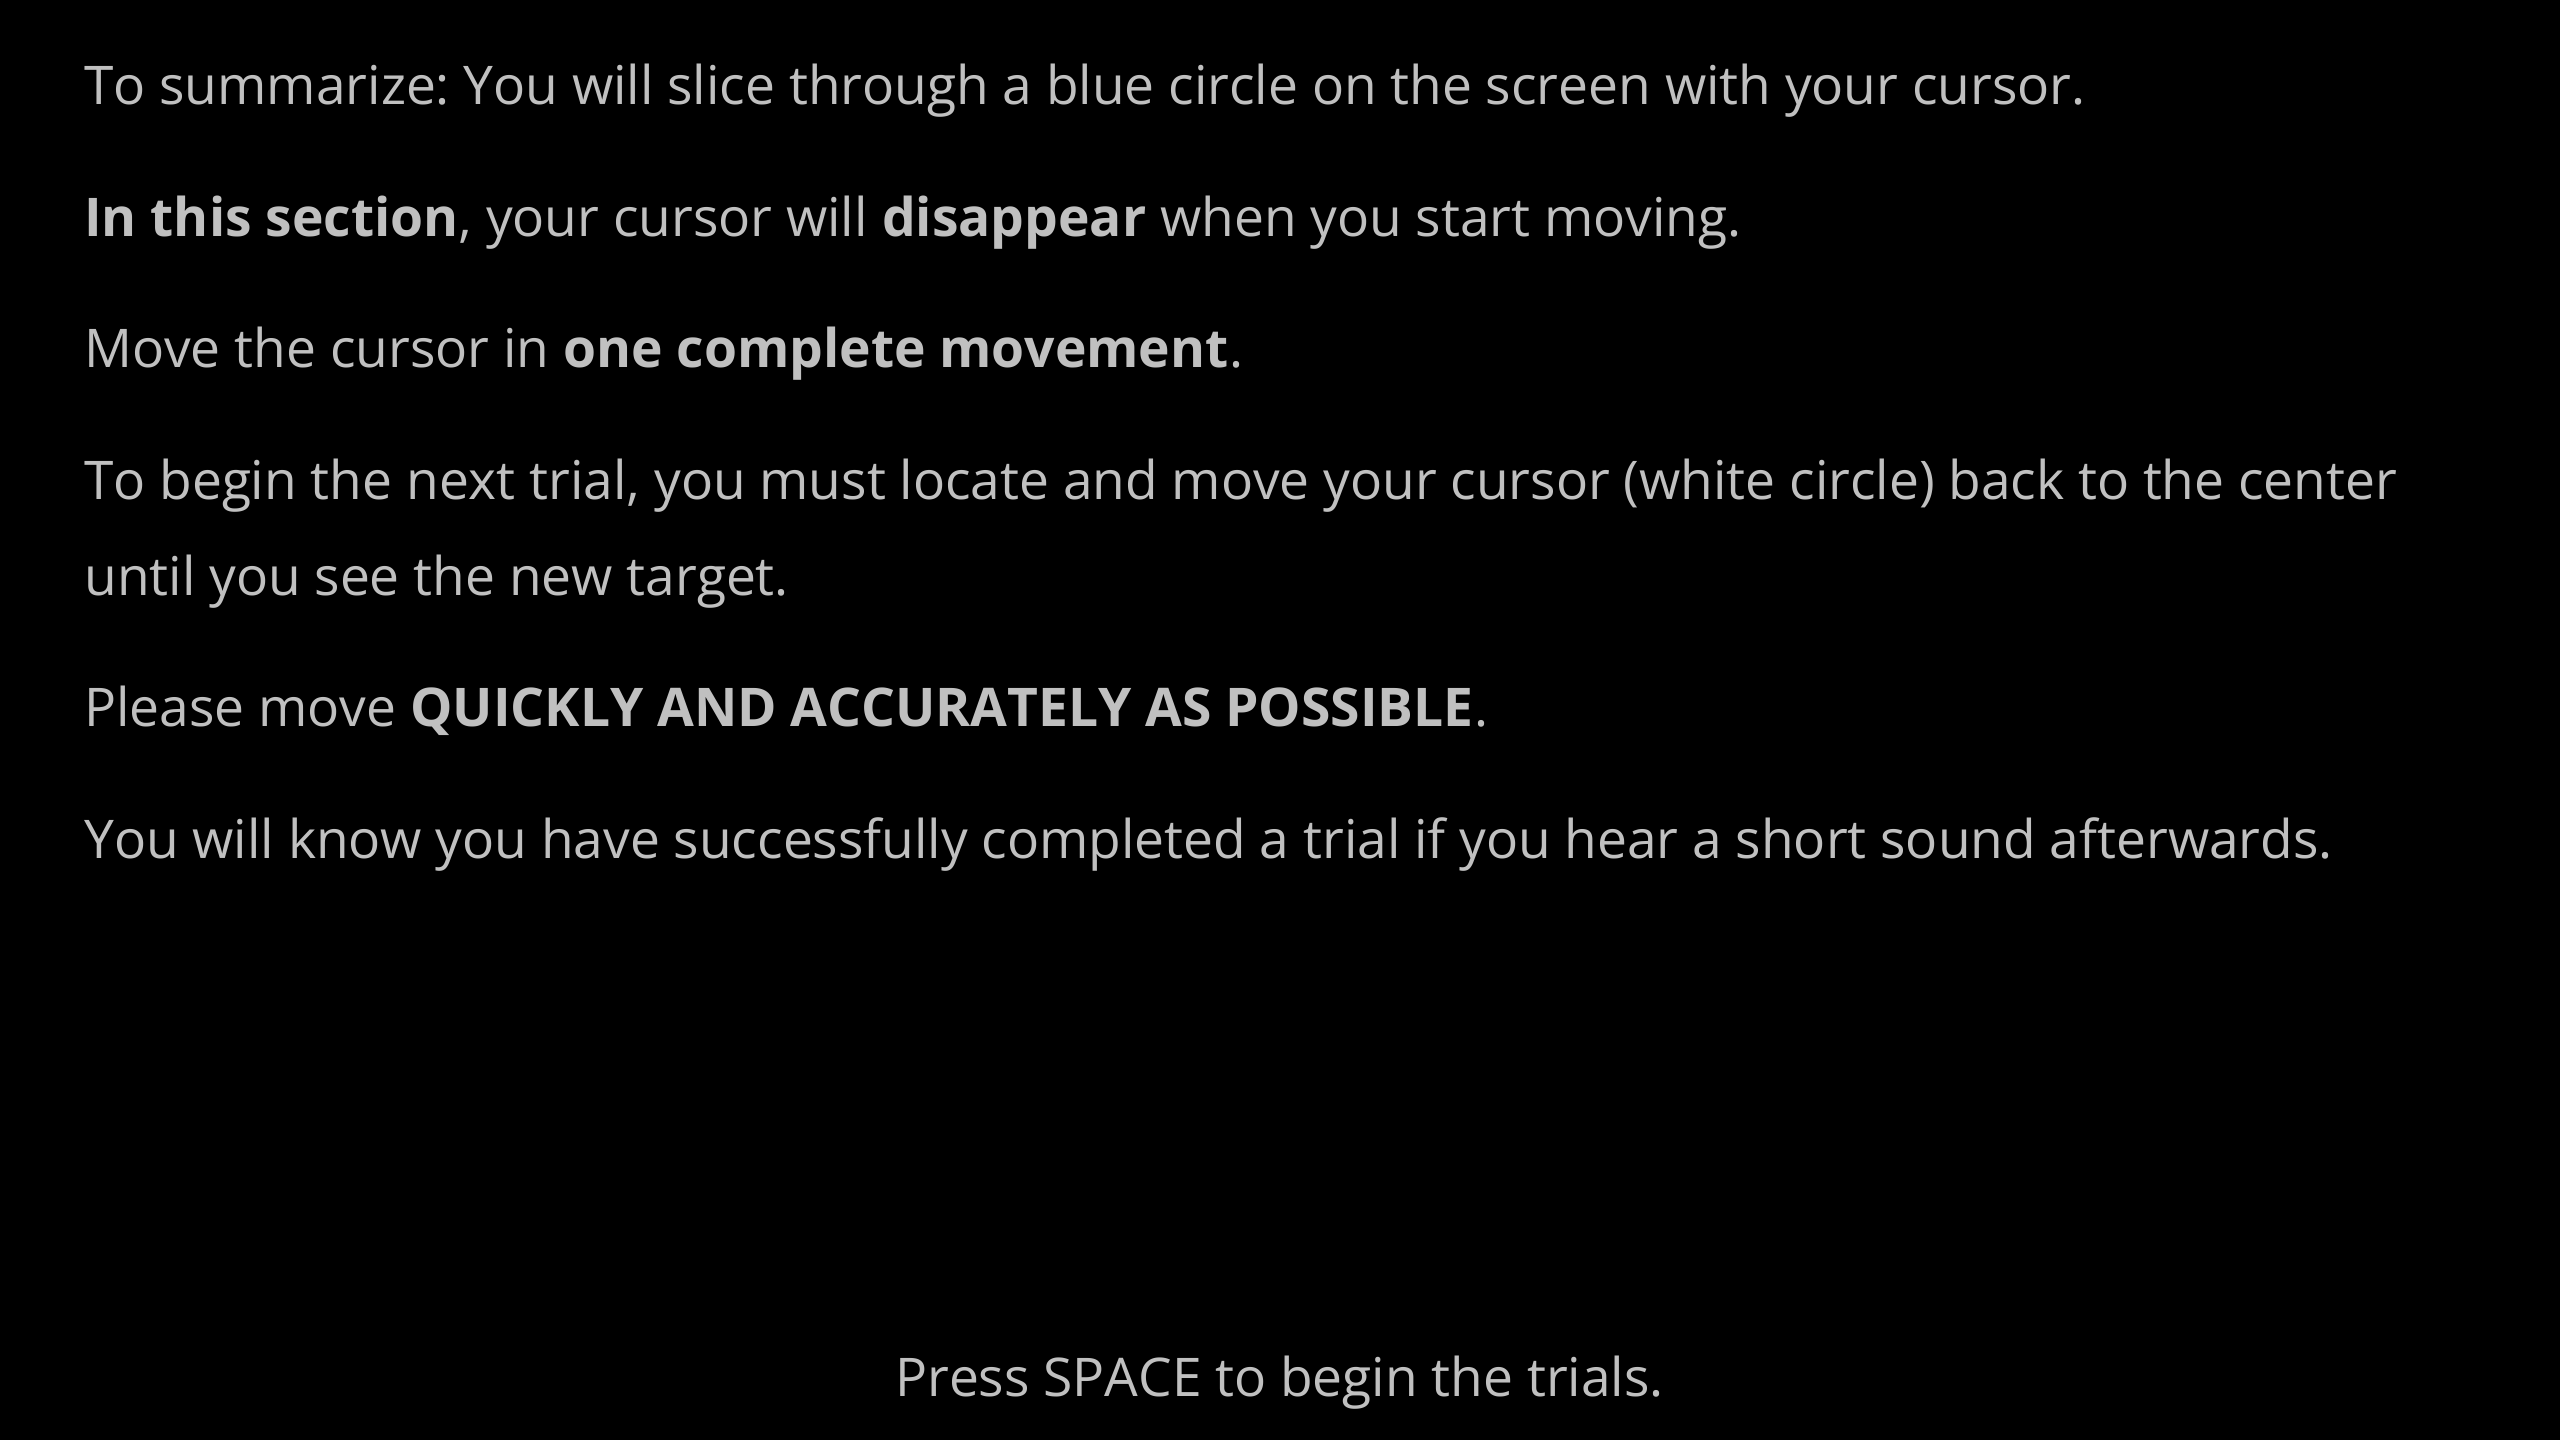 To summarize: You will slice through a blue circle on the screen with your cursor.
In this section, your cursor will disappear when you start moving.
Move the cursor in one complete movement.
To begin the next trial, you must locate and move your cursor (white circle) back to the center
until you see the new target.
Please move QUICKLY AND ACCURATELY AS POSSIBLE.
You will know you have successfully completed a trial if you hear a short sound afterwards.
Press SPACE to begin the trials.